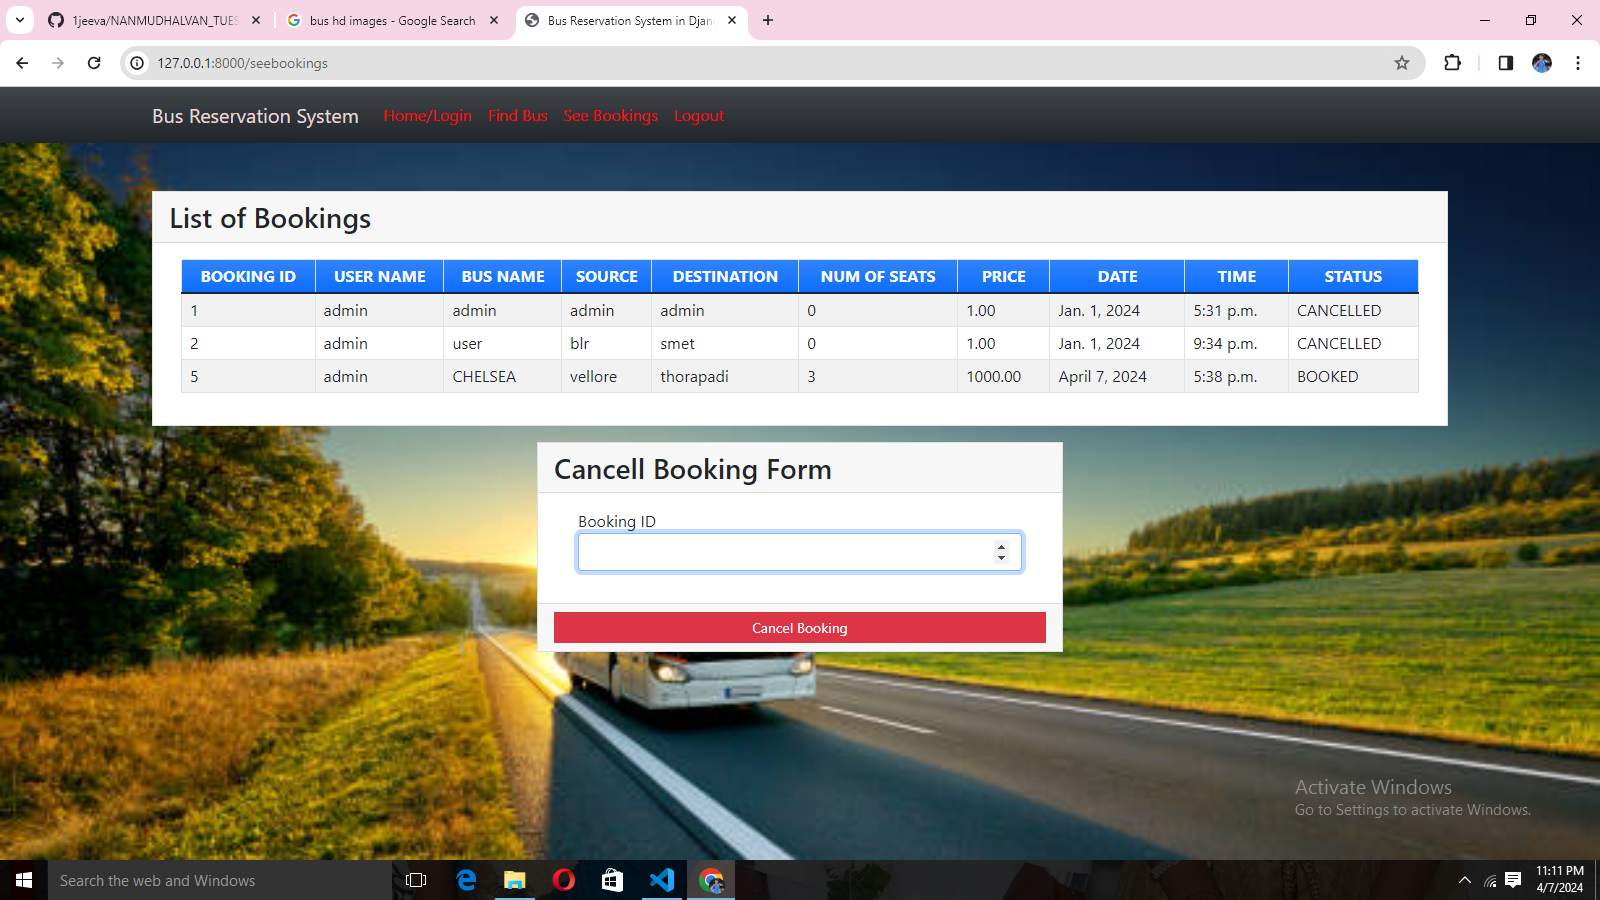 1jeeva/NANMUDHALVAN_TUES
bus hd images - Google Search
Bus Reservation System in Djan
127.0.0.1:8000/seebookings
Bus Reservation System Home/Login Find Bus See Bookings Logout
List of Bookings
BOOKING ID USER NAME BUS NAME SOURCE DESTINATION NUM OF SEATS PRICE DATE TIME STATUS
1 admin admin admin admin 0 1.00 Jan. 1, 2024 5:31 p.m. CANCELLED
2 admin user blr smet 0 1.00 Jan. 1, 2024 9:34 p.m. CANCELLED
5 admin CHELSEA vellore thorapadi 3 1000.00 April 7, 2024 5:38 p.m. BOOKED
Cancell Booking Form
Booking ID
Cancel Booking
Activate Windows
Go to Settings to activate Windows.
Search the web and Windows
11:11 PM
4/7/2024